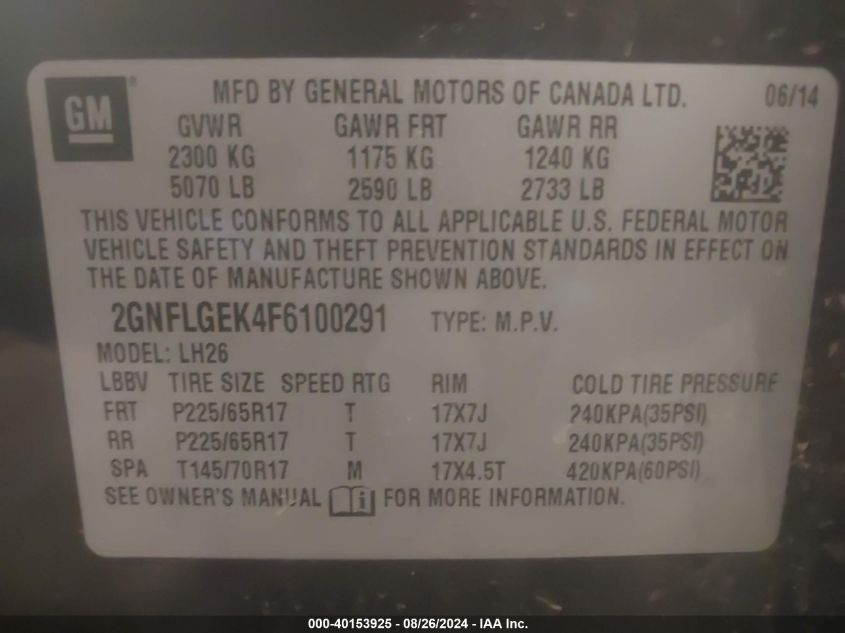 GM ®
MFD BY GENERAL MOTORS OF CANADA LTD. 06/14
GVWR GAWR FRT GAWR RR
2300 KG 1175 KG 1240 KG
5070 LB 2590 LB 2733 LB
THIS VEHICLE CONFORMS TO ALL APPLICABLE U.S. FEDERAL MOTOR
VEHICLE SAFETY AND THEFT PREVENTION STANDARDS IN EFFECT ON
THE DATE OF MANUFACTURE SHOWN ABOVE.
2GNFLGEK4F6100291 TYPE: M.P.V.
MODEL: LH26
LBBV TIRE SIZE SPEED RTG RIM COLD TIRE PRESSURE
FRT P225/65R17 T 17X7J 240KPA(35PSI)
RR P225/65R17 T 17X7J 240KPA(35PSI)
SPA T145/70R17 M 17X4.5T 420KPA(60PSI)
SEE OWNER'S MANUAL i FOR MORE INFORMATION.
000-40153925 - 08/26/2024 - IAA Inc.